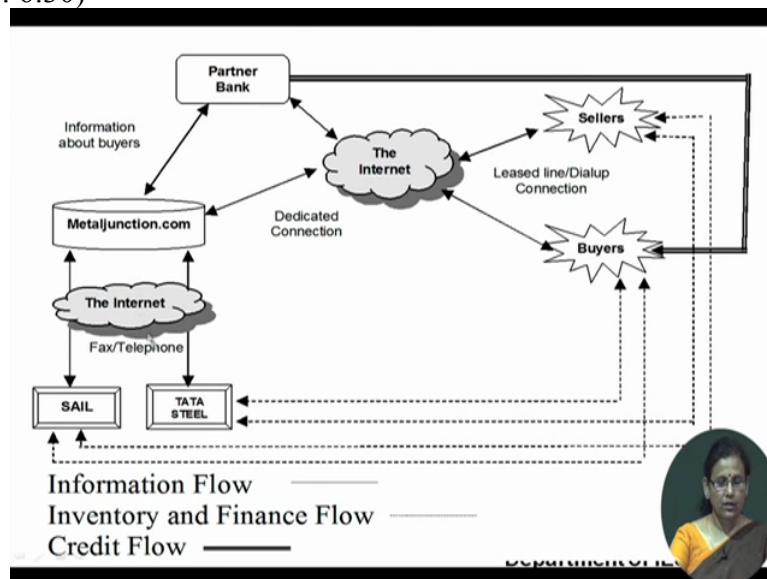 Partner
Bank
Information
about buyers
Sellers
The
Internet
Leased line/Dialup
Connection
Metaljunction.com
Dedicated
Connection
Buyers
The Internet
Fax/Telephone
SAIL
TATA
STEEL
Information Flow
Inventory and Finance Flow
Credit Flow